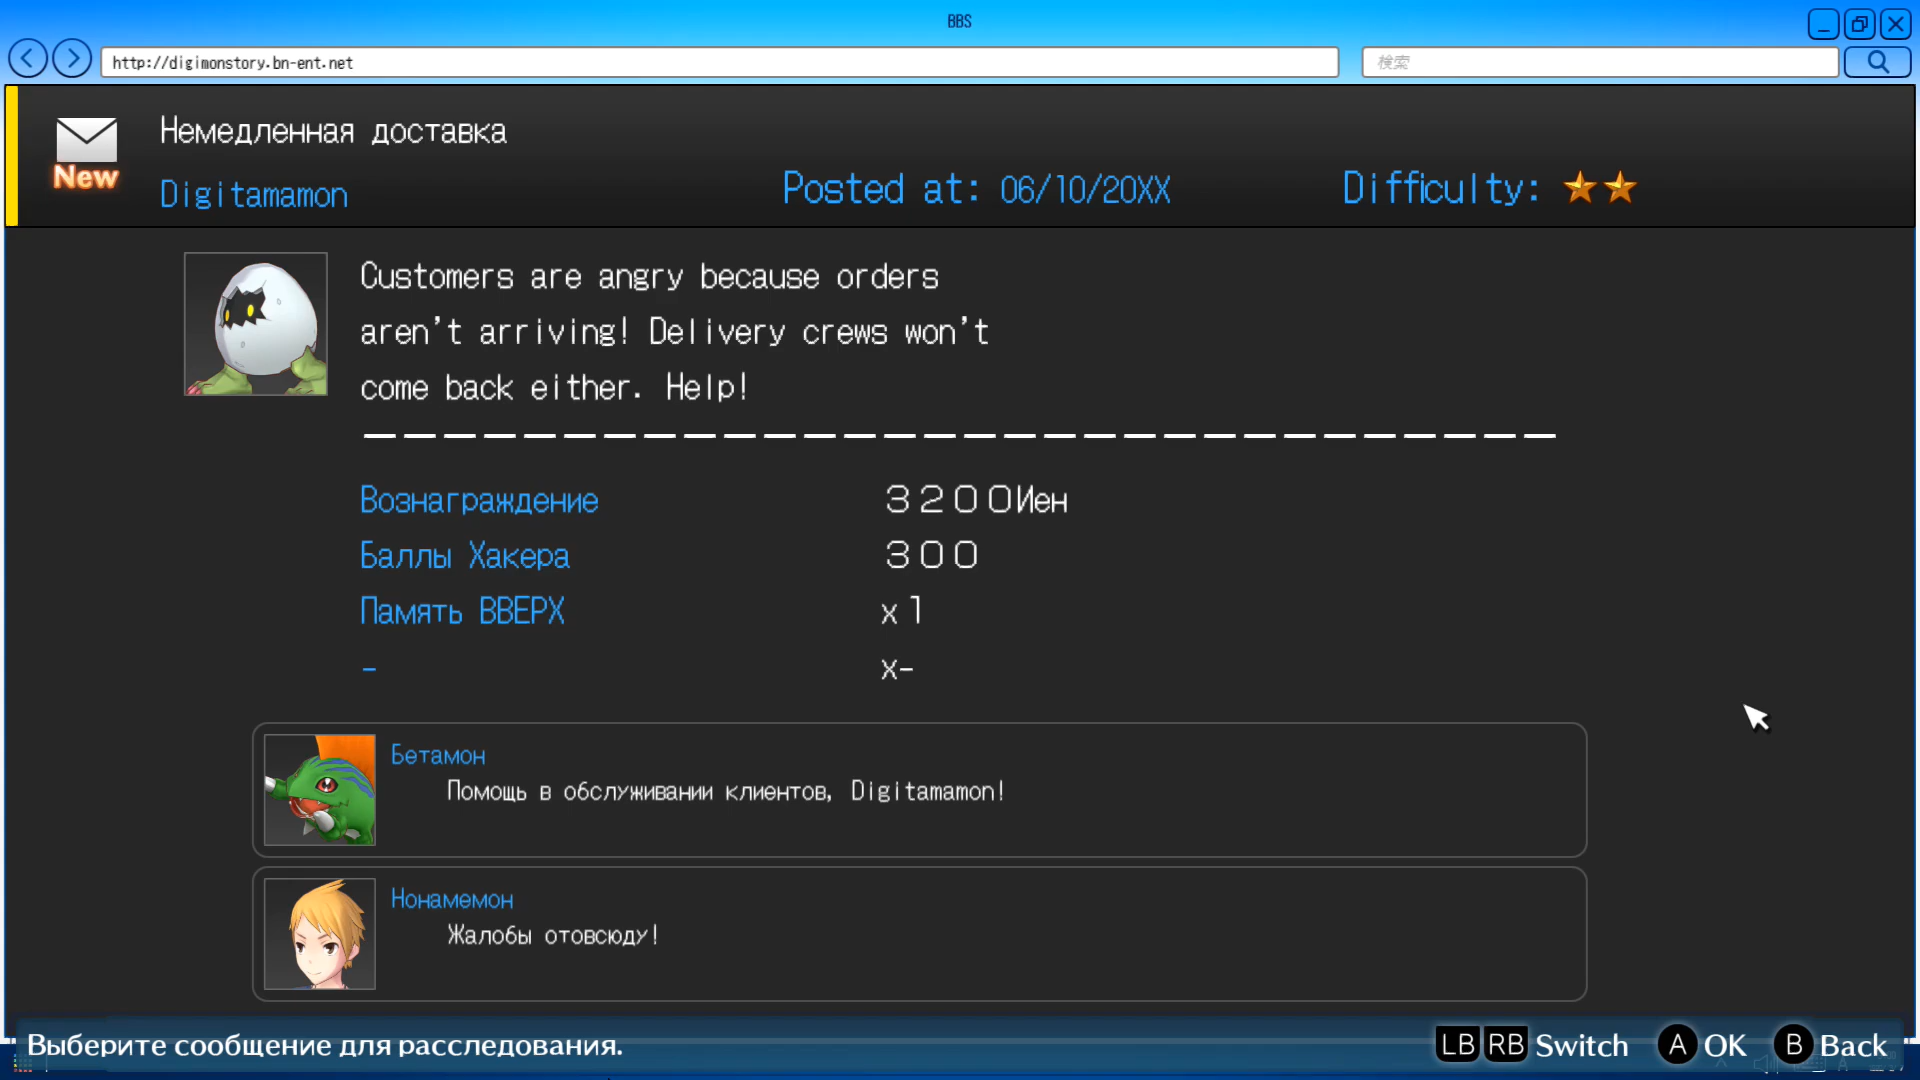 BBS
http://digimonstory.bn-ent.net
検索
Немедленная доставка
New
Digitamamon
Posted at: 06/10/20XX
Difficulty:
Customers are angry because orders
aren't arriving! Delivery crews won't
come back either. Help!
Вознаграждение 3200Иен
Баллы Хакера 300
Память ВВЕРХ x1
- x-
Бетамон
Помощь в обслуживании клиентов, Digitamamon!
Нонамемон
Жалобы отовсюду!
Выберите сообщение для расследования.
LB RB Switch A OK B Back